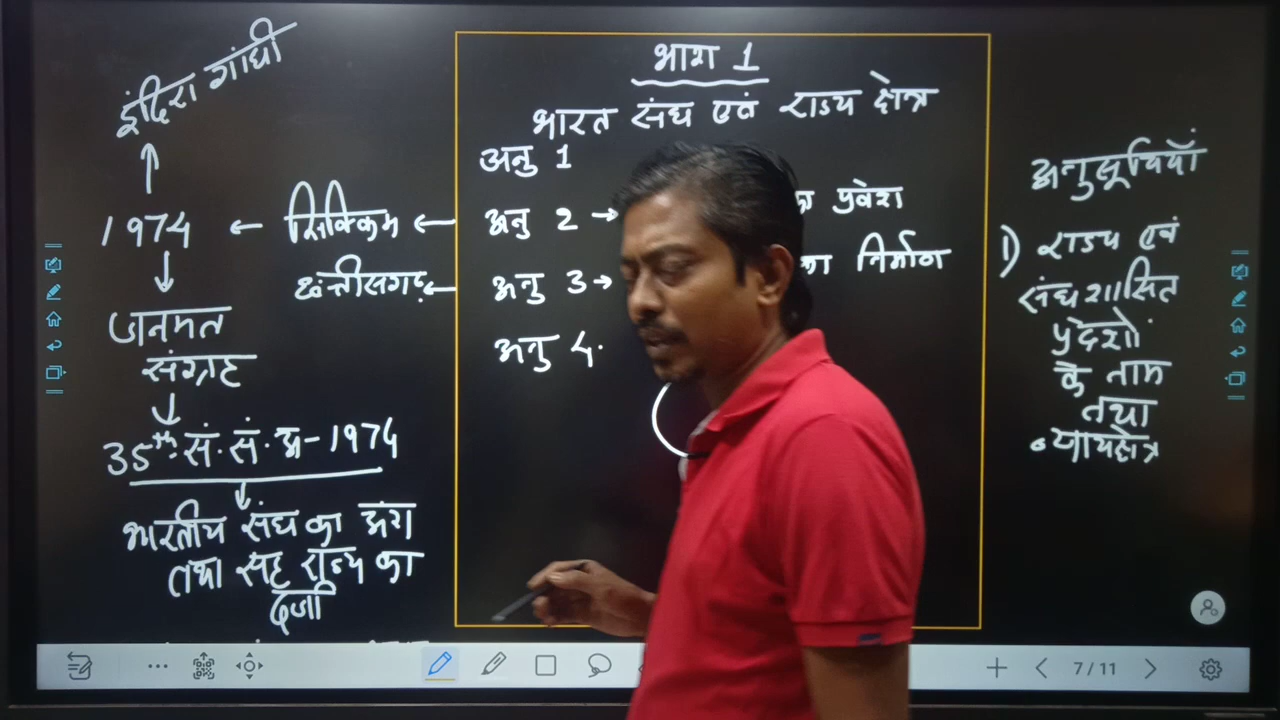 इंदिरा गांधी
1974
जनमत
संग्रह
35th सं. सं. अ - 1974
भारतीय संघ का अंग
तथा सह राज्य का
दर्जा
सिक्किम
छत्तीसगढ़
भाग 1
भारत संघ एवं राज्य क्षेत्र
अनु 1
अनु 2 → का प्रवेश
अनु 3 → का निर्माण
अनु 4.
अनुसूचियाँ
1) राज्य एवं
संघ शासित
प्रदेशों
के नाम
तथा
न्यायक्षेत्र
7/11